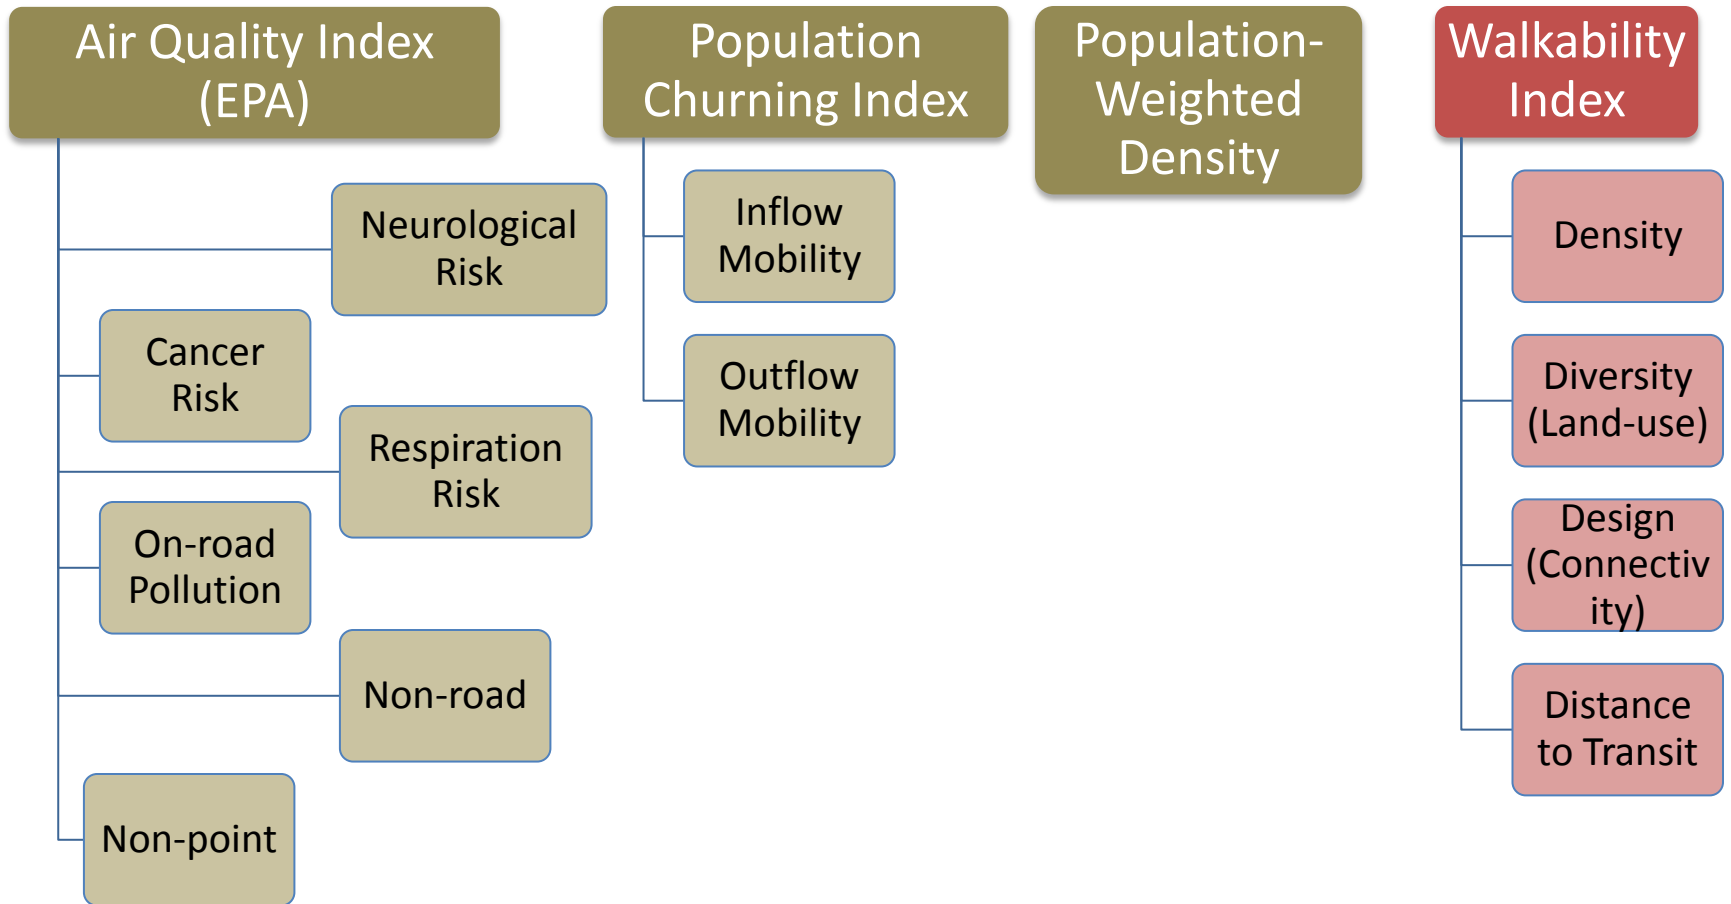 Air Quality Index
(EPA)
Neurological
Risk
Cancer
Risk
Respiration
Risk
On-road
Pollution
Non-road
Non-point
Population
Churning Index
Inflow
Mobility
Outflow
Mobility
Population-
Weighted
Density
Walkability
Index
Density
Diversity
(Land-use)
Design
(Connectiv
ity)
Distance
to Transit